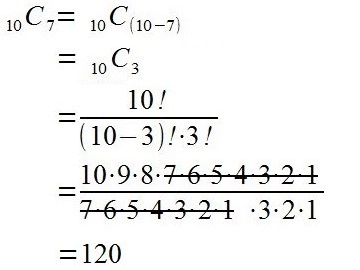 ₁₀C₇ = ₁₀C₍₁₀₋₇₎
= ₁₀C₃
= 10! / (10−3)!·3!
= 10·9·8·7·6·5·4·3·2·1 / 7·6·5·4·3·2·1 ·3·2·1
=120